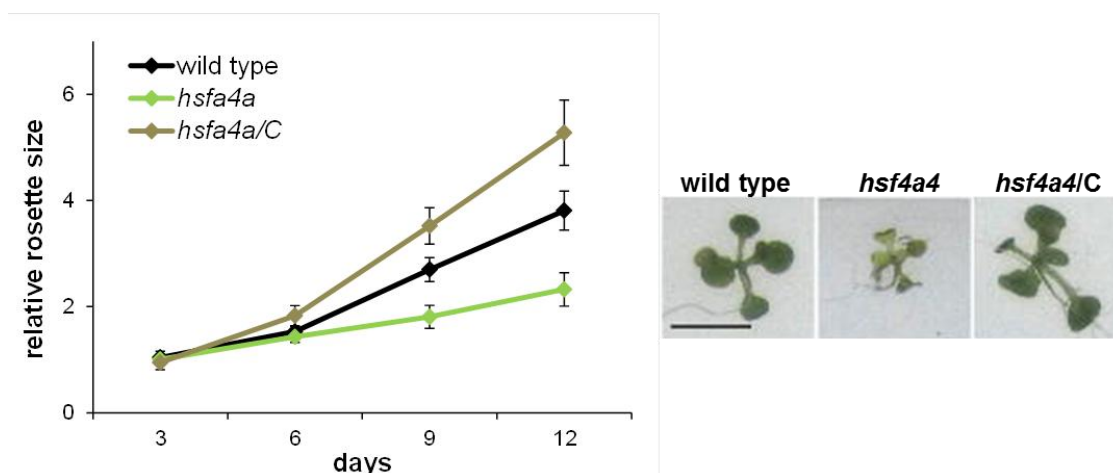 wild type
hsfa4a
hsfa4a/C
relative rosette size
6
4
2
0
3 6 9 12
days
wild type hsf4a4 hsf4a4/C